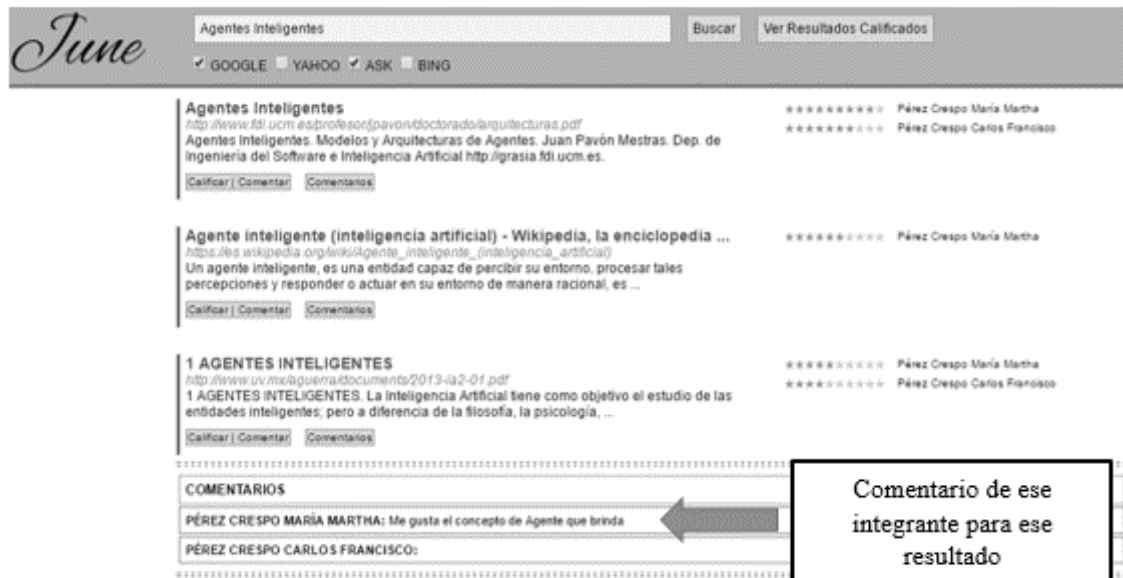 June
Agentes Inteligentes
Buscar
Ver Resultados Calificados
GOOGLE YAHOO ASK BING
Agentes Inteligentes
Pérez Crespo María Martha
http://www.fdi.ucm.es/profesor/jpavon/doctorado/arquitecturas.pdf
Pérez Crespo Carlos Francisco
Agentes Inteligentes. Modelos y Arquitecturas de Agentes. Juan Pavón Mestras. Dep. de
Ingeniería del Software e Inteligencia Artificial http://grasia.fdi.ucm.es.
Calificar | Comentar Comentarios
Agente inteligente (inteligencia artificial) - Wikipedia, la enciclopedia ...
Pérez Crespo María Martha
https://es.wikipedia.org/wiki/Agente_inteligente_(inteligencia_artificial)
Un agente inteligente, es una entidad capaz de percibir su entorno, procesar tales
percepciones y responder o actuar en su entorno de manera racional, es ...
Calificar | Comentar Comentarios
1 AGENTES INTELIGENTES
Pérez Crespo María Martha
http://www.uv.mx/aguerra/documents/2013-ia2-01.pdf
Pérez Crespo Carlos Francisco
1 AGENTES INTELIGENTES. La Inteligencia Artificial tiene como objetivo el estudio de las
entidades inteligentes; pero a diferencia de la filosofía, la psicología, ...
Calificar | Comentar Comentarios
COMENTARIOS
PÉREZ CRESPO MARÍA MARTHA: Me gusta el concepto de Agente que brinda
PÉREZ CRESPO CARLOS FRANCISCO:
Comentario de ese
integrante para ese
resultado